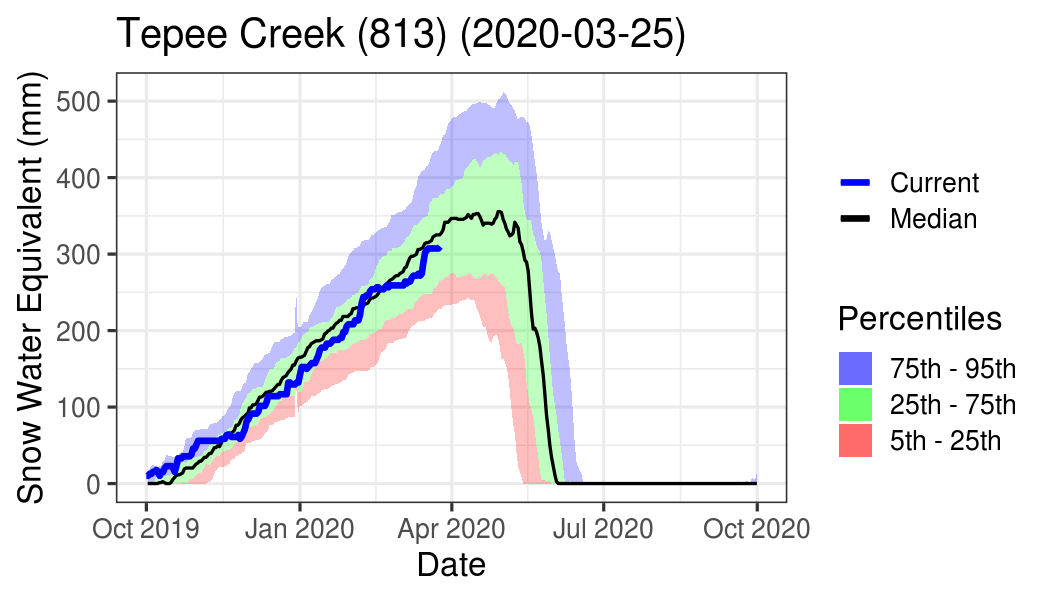 Tepee Creek (813) (2020-03-25)
Snow Water Equivalent (mm)
500
400
300
200
100
0
Oct 2019
Jan 2020
Apr 2020
Jul 2020
Oct 2020
Date
Current
Median
Percentiles
75th - 95th
25th - 75th
5th - 25th